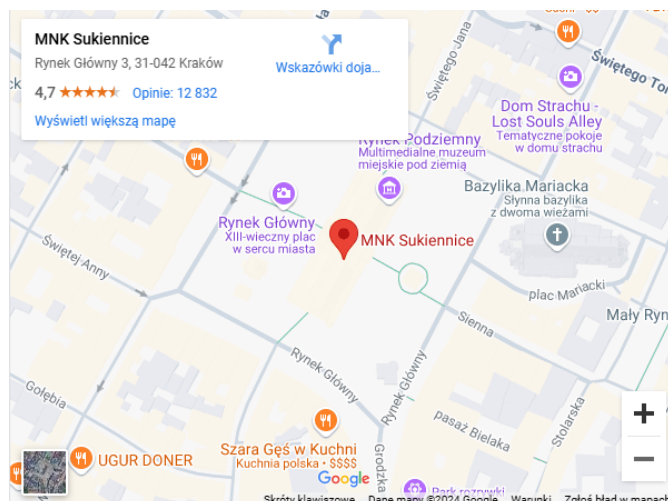 MNK Sukiennice
Rynek Główny 3, 31-042 Kraków
Wskazówki doja...
4,7
Opinie: 12 832
Wyświetl większą mapę
$$
Świętego Jana
Świętego
Dom Strachu -
Lost Souls Alley
Tematyczne pokoje
w domu strachu
Rynek Podziemny
Multimedialne muzeum
miejskie pod ziemią
Bazylika Mariacka
Słynna bazylika
z dwoma wieżami
Rynek Główny
XIII-wieczny plac
w sercu miasta
MNK Sukiennice
Świętej Anny
plac Mariacki
Mały Ryn
Sienna
Rynek Główny
Rynek Główny
Gołębia
Stolarska
pasaż Bielaka
Szara Gęś w Kuchni
Kuchnia polska • $$$$
Grodzka
UGUR DONER
Google
Park rozrywki
Skróty klawiszowe
Dane mapy ©2024 Google
Warunki
Zgłoś błąd w mapach